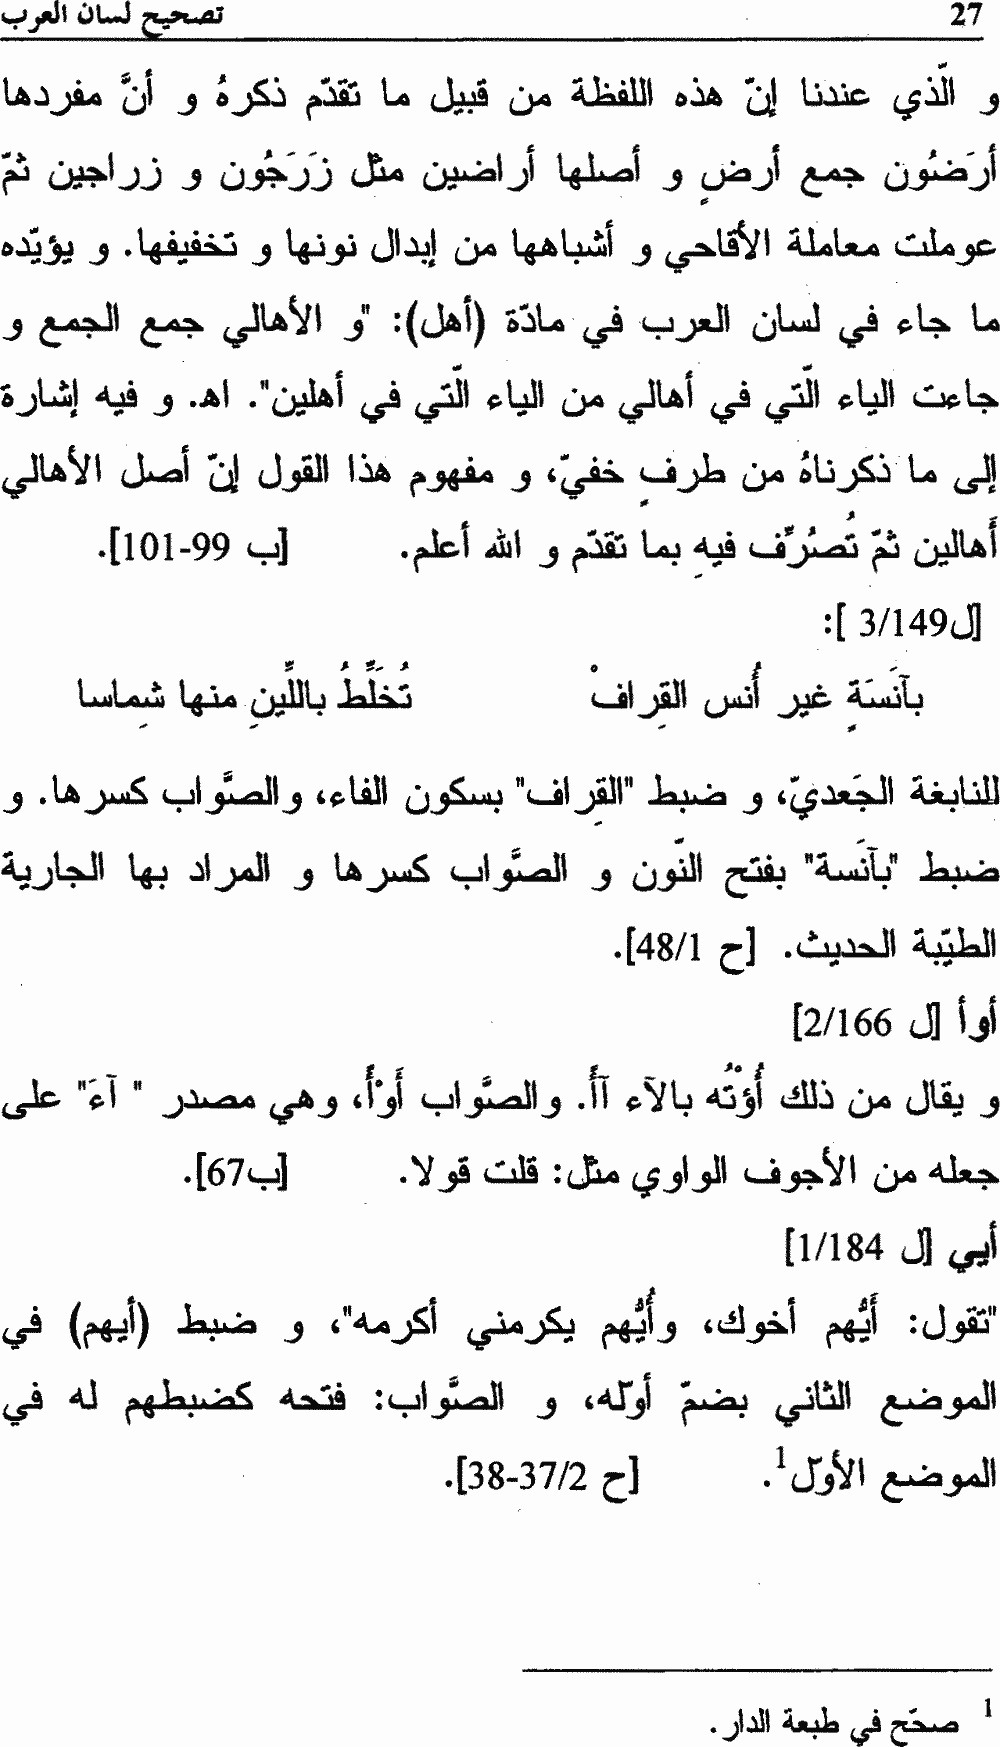 27 تصحيح لسان العرب
و الّذي عندنا إنّ هذه اللفظة من قبيل ما تقدّم ذكرهُ و أنَّ مفردها
أرَضُون جمع أرضٍ و أصلها أراضين مثل زَرَجُون و زراجين ثمّ
عوملت معاملة الأقاحي و أشباهها من إبدال نونها و تخفيفها. و يؤيّده
ما جاء في لسان العرب في مادّة (أهل): "و الأهالي جمع الجمع و
جاءت الياء الّتي في أهالي من الياء الّتي في أهلين". اهـ. و فيه إشارة
إلى ما ذكرناهُ من طرفٍ خفيّ، و مفهوم هذا القول إنّ أصل الأهالي
أهالين ثمّ تُصُرِّف فيهِ بما تقدّم و الله أعلم. [ب 99-101].
[ل3/149 ]:
بآنَسَةٍ غير أُنس القِرافْ تُخَلِّطُ باللِّينِ منها شِماسا
للنابغة الجَعديّ، و ضبط "القِراف" بسكون الفاء، والصَّواب كسرها. و
ضبط "بآنَسة" بفتح النّون و الصَّواب كسرها و المراد بها الجارية
الطيّبة الحديث. [ح 48/1].
أوأ [ل 2/166]
و يقال من ذلك أُؤْتُه بالآء آأً. والصَّواب أَوْأً، وهي مصدر " آءَ" على
جعله من الأجوف الواوي مثل: قلت قولا. [ب67].
أيي [ل 1/184]
"تقول: أَيُّهم أخوك، وأُيُّهم يكرمني أكرمه"، و ضبط (أيهم) في
الموضع الثاني بضمّ أوّله، و الصَّواب: فتحه كضبطهم له في
الموضع الأوّل1. [ح 37/2-38].
1 صحّح في طبعة الدار.